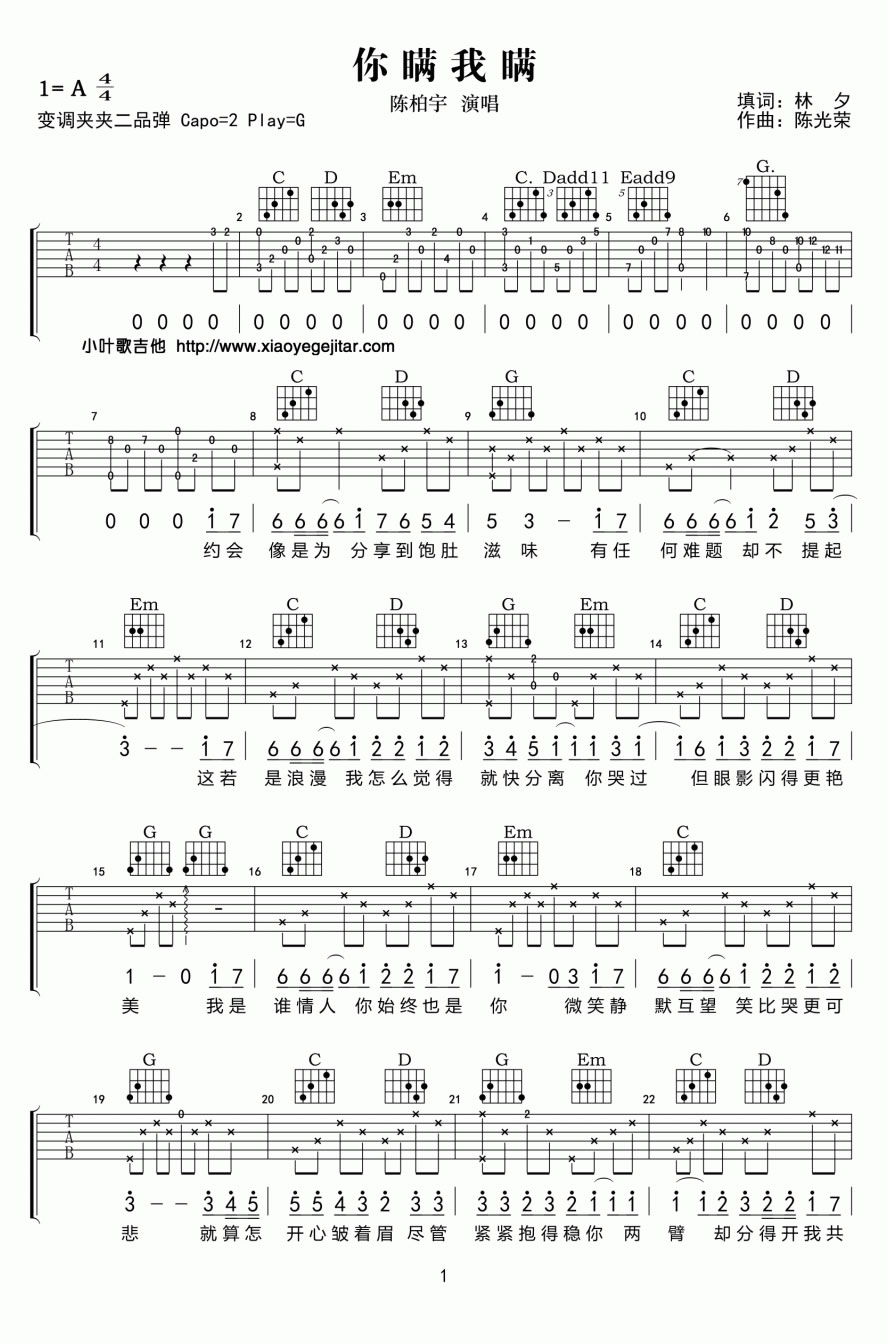 你瞒我瞒
陈柏宇 演唱
1= A 4/4
变调夹夹二品弹 Capo=2 Play=G
填词: 林 夕
作曲: 陈光荣
C D Em C. Dadd11 Eadd9 G.
0 0 0 0 0 0 0 0 0 0 0 0 0 0 0 0 0 0 0 0 0 0 0 0
小叶歌吉他 http://www.xiaoyegejitar.com
C D G C D
0 0 0 1 7 6 6 6 6 1 7 6 5 4 5 3 - 1 7 6 6 6 6 1 2 5 3
约会 像是为 分享到饱肚 滋味 有任 何难题 却不 提起
Em C D G Em C D
3 - - 1 7 6 6 6 6 1 2 2 1 2 3 4 5 1 1 1 3 1 1 6 1 3 2 2 1 7
这若 是浪漫 我怎么觉得 就快分离 你哭过 但眼影闪得更艳
G G C D Em C
1 - 0 1 7 6 6 6 6 1 2 2 1 7 1 - 0 3 1 7 6 6 6 6 1 2 2 1 2
美 我是 谁情人 你始终也是 你 微笑静 默互望 笑比哭更可
G C D G Em C D
3 - - 3 4 5 5 5 4 3 2 3 3 3 3 2 3 2 1 1 1 1 1 2 3 2 2 1 7
悲 就算怎 开心皱着眉 尽管 紧紧抱得稳你 两 臂 却分得开我共
1